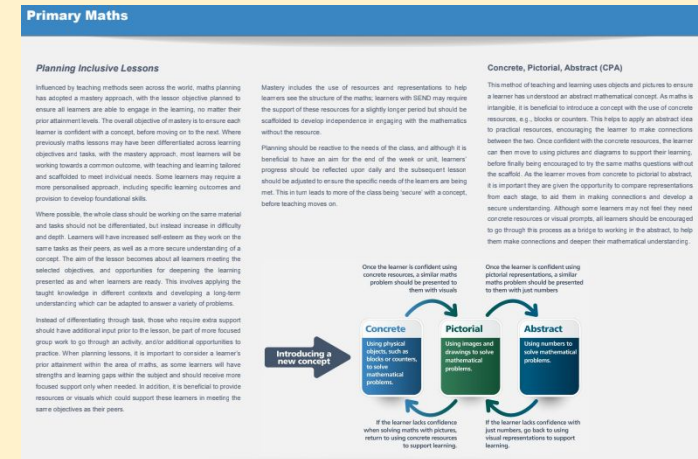 Primary Maths
Planning Inclusive Lessons
Influenced by teaching methods seen across the world, maths planning
has adopted a mastery approach, with the lesson objective planned to
ensure all learners are able to engage in the learning, no matter their
prior attainment levels. The overall objective of mastery is to ensure each
learner is confident with a concept, before moving on to the next. Where
previously maths lessons may have been differentiated across learning
objectives and tasks, with the mastery approach, most learners will be
working towards a common outcome, with teaching and learning tailored
and scaffolded to meet individual needs. Some learners may require a
more personalised approach, including specific learning outcomes and
provision to develop foundational skills.
Where possible, the whole class should be working on the same material
and tasks should not be differentiated, but instead increase in difficulty
and depth. Learners will have increased self-esteem as they work on the
same tasks as their peers, as well as a more secure understanding of a
concept. The aim of the lesson becomes about all learners meeting the
selected objectives, and opportunities for deepening the learning
presented as and when learners are ready. This involves applying the
taught knowledge in different contexts and developing a long-term
understanding which can be adapted to answer a variety of problems.
Instead of differentiating through task, those who require extra support
should have additional input prior to the lesson, be part of more focused
group work to go through an activity, and/or additional opportunities to
practice. When planning lessons, it is important to consider a learner's
prior attainment within the area of maths, as some learners will have
strengths and learning gaps within the subject and should receive more
focused support only when needed. In addition, it is beneficial to provide
resources or visuals which could support these learners in meeting the
same objectives as their peers.
Mastery includes the use of resources and representations to help
learners see the structure of the maths; learners with SEND may require
the support of these resources for a slightly longer period but should be
scaffolded to develop independence in engaging with the mathematics
without the resource.
Planning should be reactive to the needs of the class, and although it is
beneficial to have an aim for the end of the week or unit, learners'
progress should be reflected upon daily and the subsequent lesson
should be adjusted to ensure the specific needs of the learners are being
met. This in turn leads to more of the class being 'secure' with a concept,
before teaching moves on.
Concrete, Pictorial, Abstract (CPA)
This method of teaching and learning uses objects and pictures to ensure
a learner has understood an abstract mathematical concept. As maths is
intangible, it is beneficial to introduce a concept with the use of concrete
resources, e.g., blocks or counters. This helps to apply an abstract idea
to practical resources, encouraging the learner to make connections
between the two. Once confident with the concrete resources, the learner
can then move to using pictures and diagrams to support their learning,
before finally being encouraged to try the same maths questions without
the scaffold. As the learner moves from concrete to pictorial to abstract,
it is important they are given the opportunity to compare representations
from each stage, to aid them in making connections and develop a
secure understanding. Although some learners may not feel they need
concrete resources or visual prompts, all learners should be encouraged
to go through this process as a bridge to working in the abstract, to help
them make connections and deepen their mathematical understanding.
Once the learner is confident using
concrete resources, a similar maths
problem should be presented to
them with visuals
Once the learner is confident using
pictorial representations, a similar
maths problem should be presented
to them with just numbers
Introducing a
new concept
Concrete
Using physical
objects, such as
blocks or counters,
to solve
mathematical
problems.
Pictorial
Using images and
drawings to solve
mathematical
problems.
Abstract
Using numbers to
solve mathematical
problems.
If the learner lacks confidence
when solving maths with pictures,
return to using concrete resources
to support learning.
If the learner lacks confidence with
just numbers, go back to using
visual representations to support
learning.